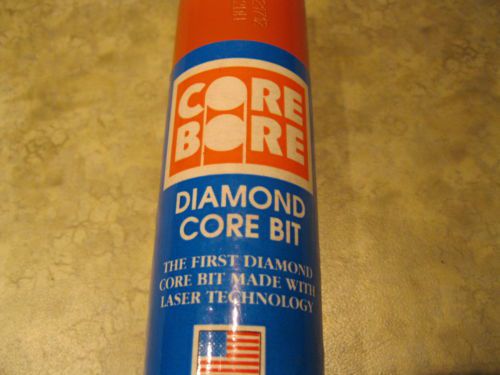 CORE
BORE
DIAMOND
CORE BIT
THE FIRST DIAMOND
CORE BIT MADE WITH
LASER TECHNOLOGY